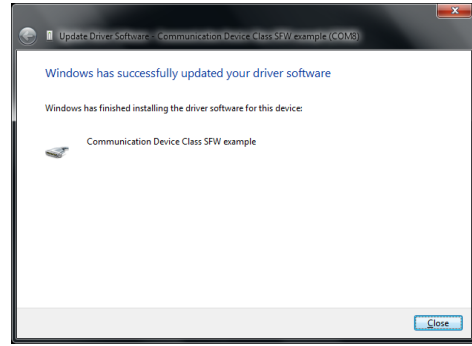 Update Driver Software - Communication Device Class SFW example (COM8)
Windows has successfully updated your driver software
Windows has finished installing the driver software for this device:
Communication Device Class SFW example
Close